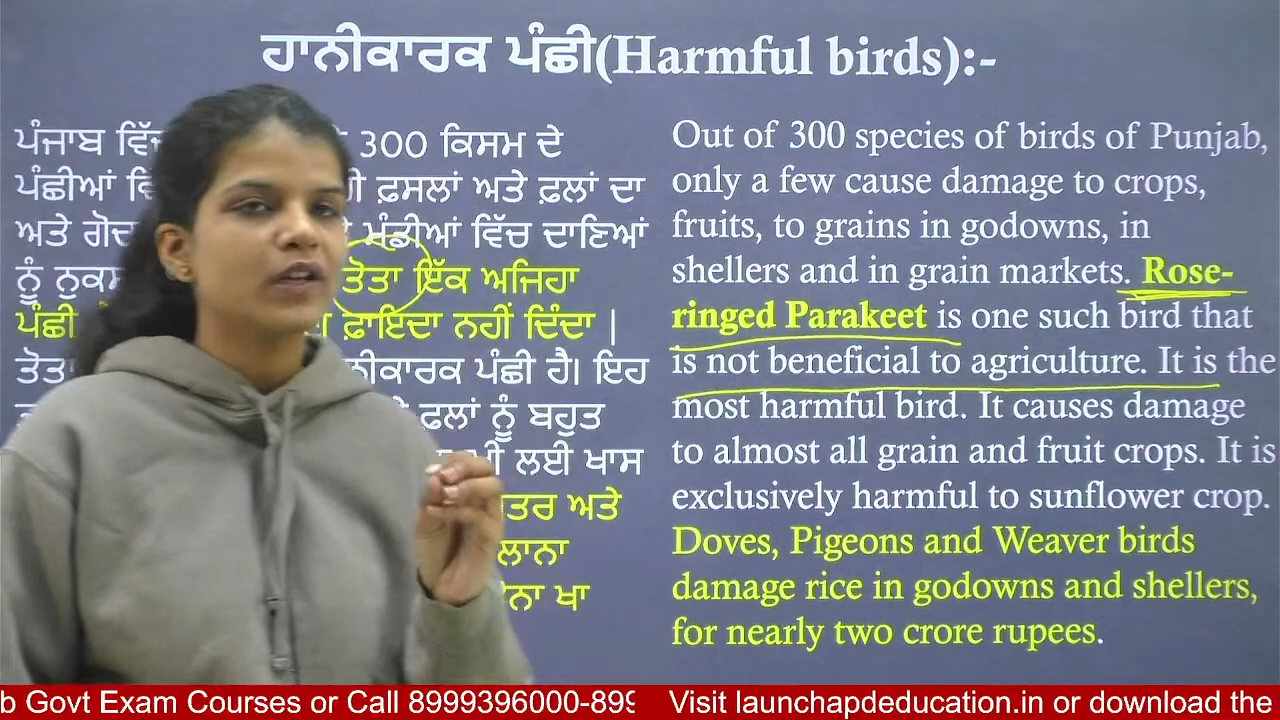 ਹਾਨੀਕਾਰਕ ਪੰਛੀ(Harmful birds):-
ਪੰਜਾਬ 300 ਕਿਸਮ ਦੇ
ਪੰਛੀਆਂ ਫ਼ਸਲਾਂ ਅਤੇ ਫ਼ਲਾਂ ਦਾ
ਅਤੇ ਮੰਡੀਆਂ ਵਿੱਚ ਦਾਣਿਆਂ
ਨੂੰ ਤੋਤਾ ਇੱਕ ਅਜਿਹਾ
ਪੰਛੀ ਫ਼ਾਇਦਾ ਨਹੀਂ ਦਿੰਦਾ |
ਪੰਛੀ ਹੈ। ਇਹ
ਫਲਾਂ ਨੂੰ ਬਹੁਤ
ਲਈ ਖਾਸ
ਅਤੇ
ਖਾ
Out of 300 species of birds of Punjab,
only a few cause damage to crops,
fruits, to grains in godowns, in
shellers and in grain markets. Rose-
ringed Parakeet is one such bird that
is not beneficial to agriculture. It is the
most harmful bird. It causes damage
to almost all grain and fruit crops. It is
exclusively harmful to sunflower crop.
Doves, Pigeons and Weaver birds
damage rice in godowns and shellers,
for nearly two crore rupees.
b Govt Exam Courses or Call 8999396000-899
Visit launchapdeducation.in or download the